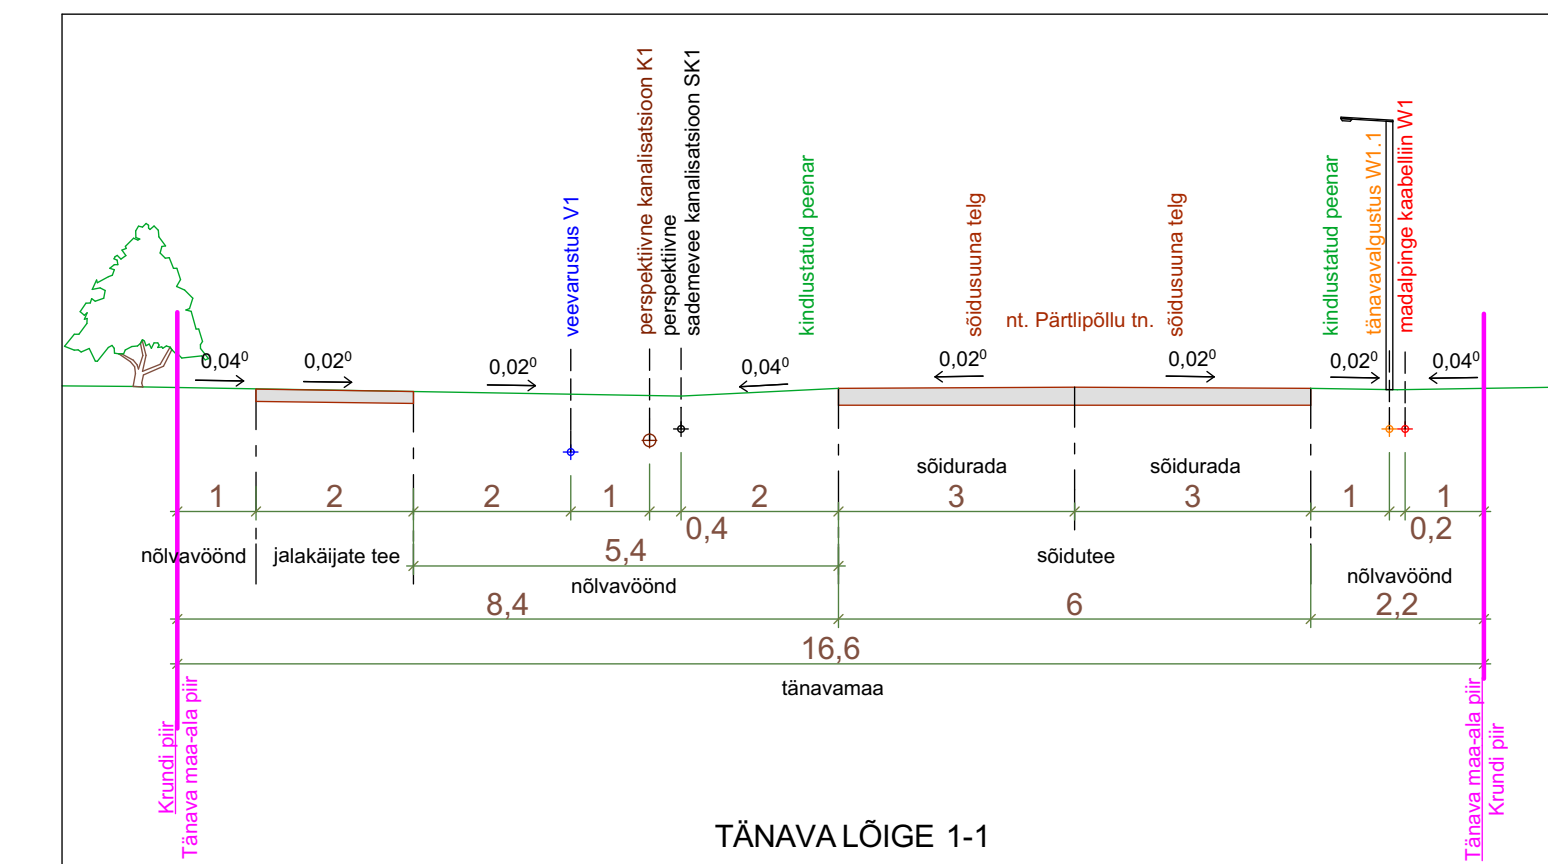 veevarustus V1
perspektiivne kanalisatsioon K1
perspektiivne
sademevee kanalisatsioon SK1
kindlustatud peenar
sõidusuuna telg
nt. Pärtlipõllu tn.
sõidusuuna telg
kindlustatud peenar
tänavavalgustus W1.1
madalpinge kaabelliin W1
0,04⁰
0,02⁰
0,02⁰
0,04⁰
0,02⁰
0,02⁰
0,02⁰
0,04⁰
sõidurada
sõidurada
1
2
2
1
0,4
2
3
3
1
0,2
1
nõlvavöönd
jalakäijate tee
5,4
nõlvavöönd
sõidutee
nõlvavöönd
8,4
6
2,2
16,6
tänavamaa
Krundi piir
Tänava maa-ala piir
Tänava maa-ala piir
Krundi piir
TÄNAVA LÕIGE 1-1